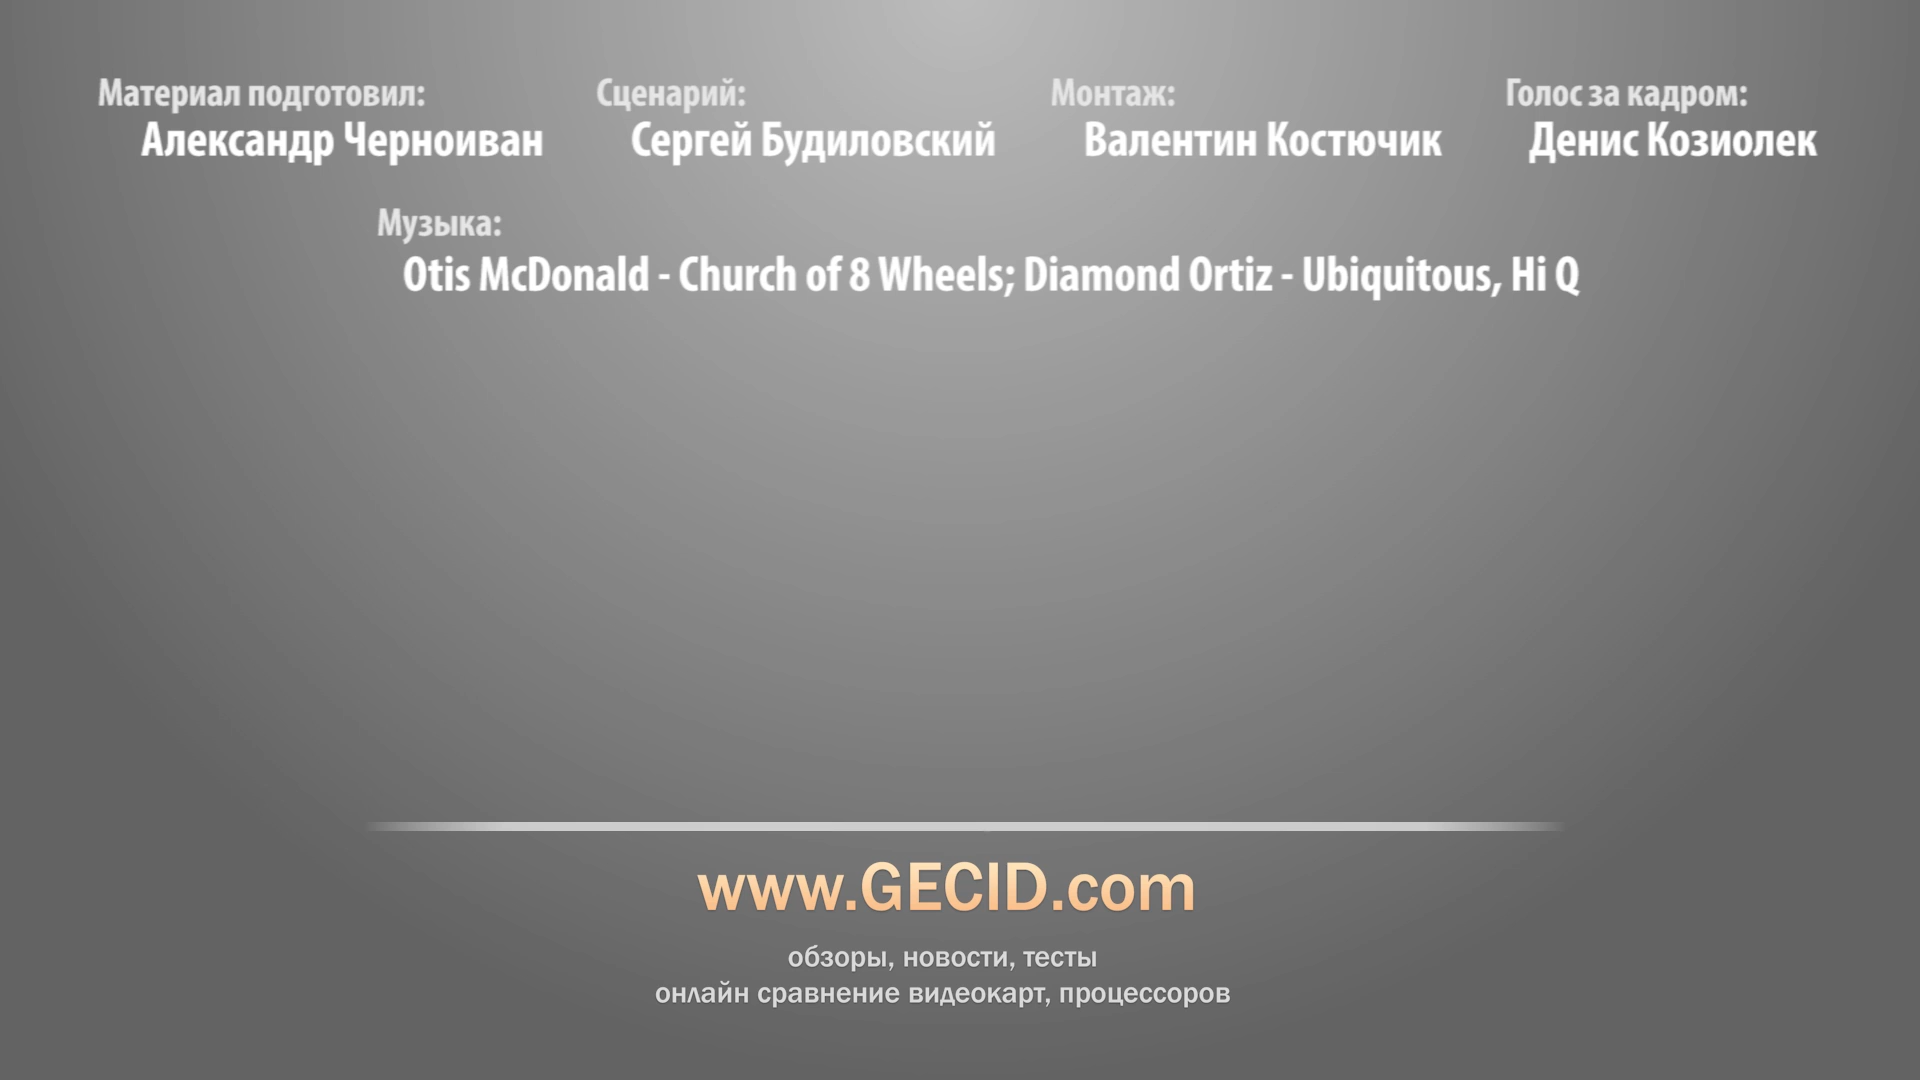 Материал подготовил:
Александр Черноиван
Сценарий:
Сергей Будиловский
Монтаж:
Валентин Костючик
Голос за кадром:
Денис Козиолек
Музыка:
Otis McDonald - Church of 8 Wheels; Diamond Ortiz - Ubiquitous, Hi Q
www.GECID.com
обзоры, новости, тесты
онлайн сравнение видеокарт, процессоров